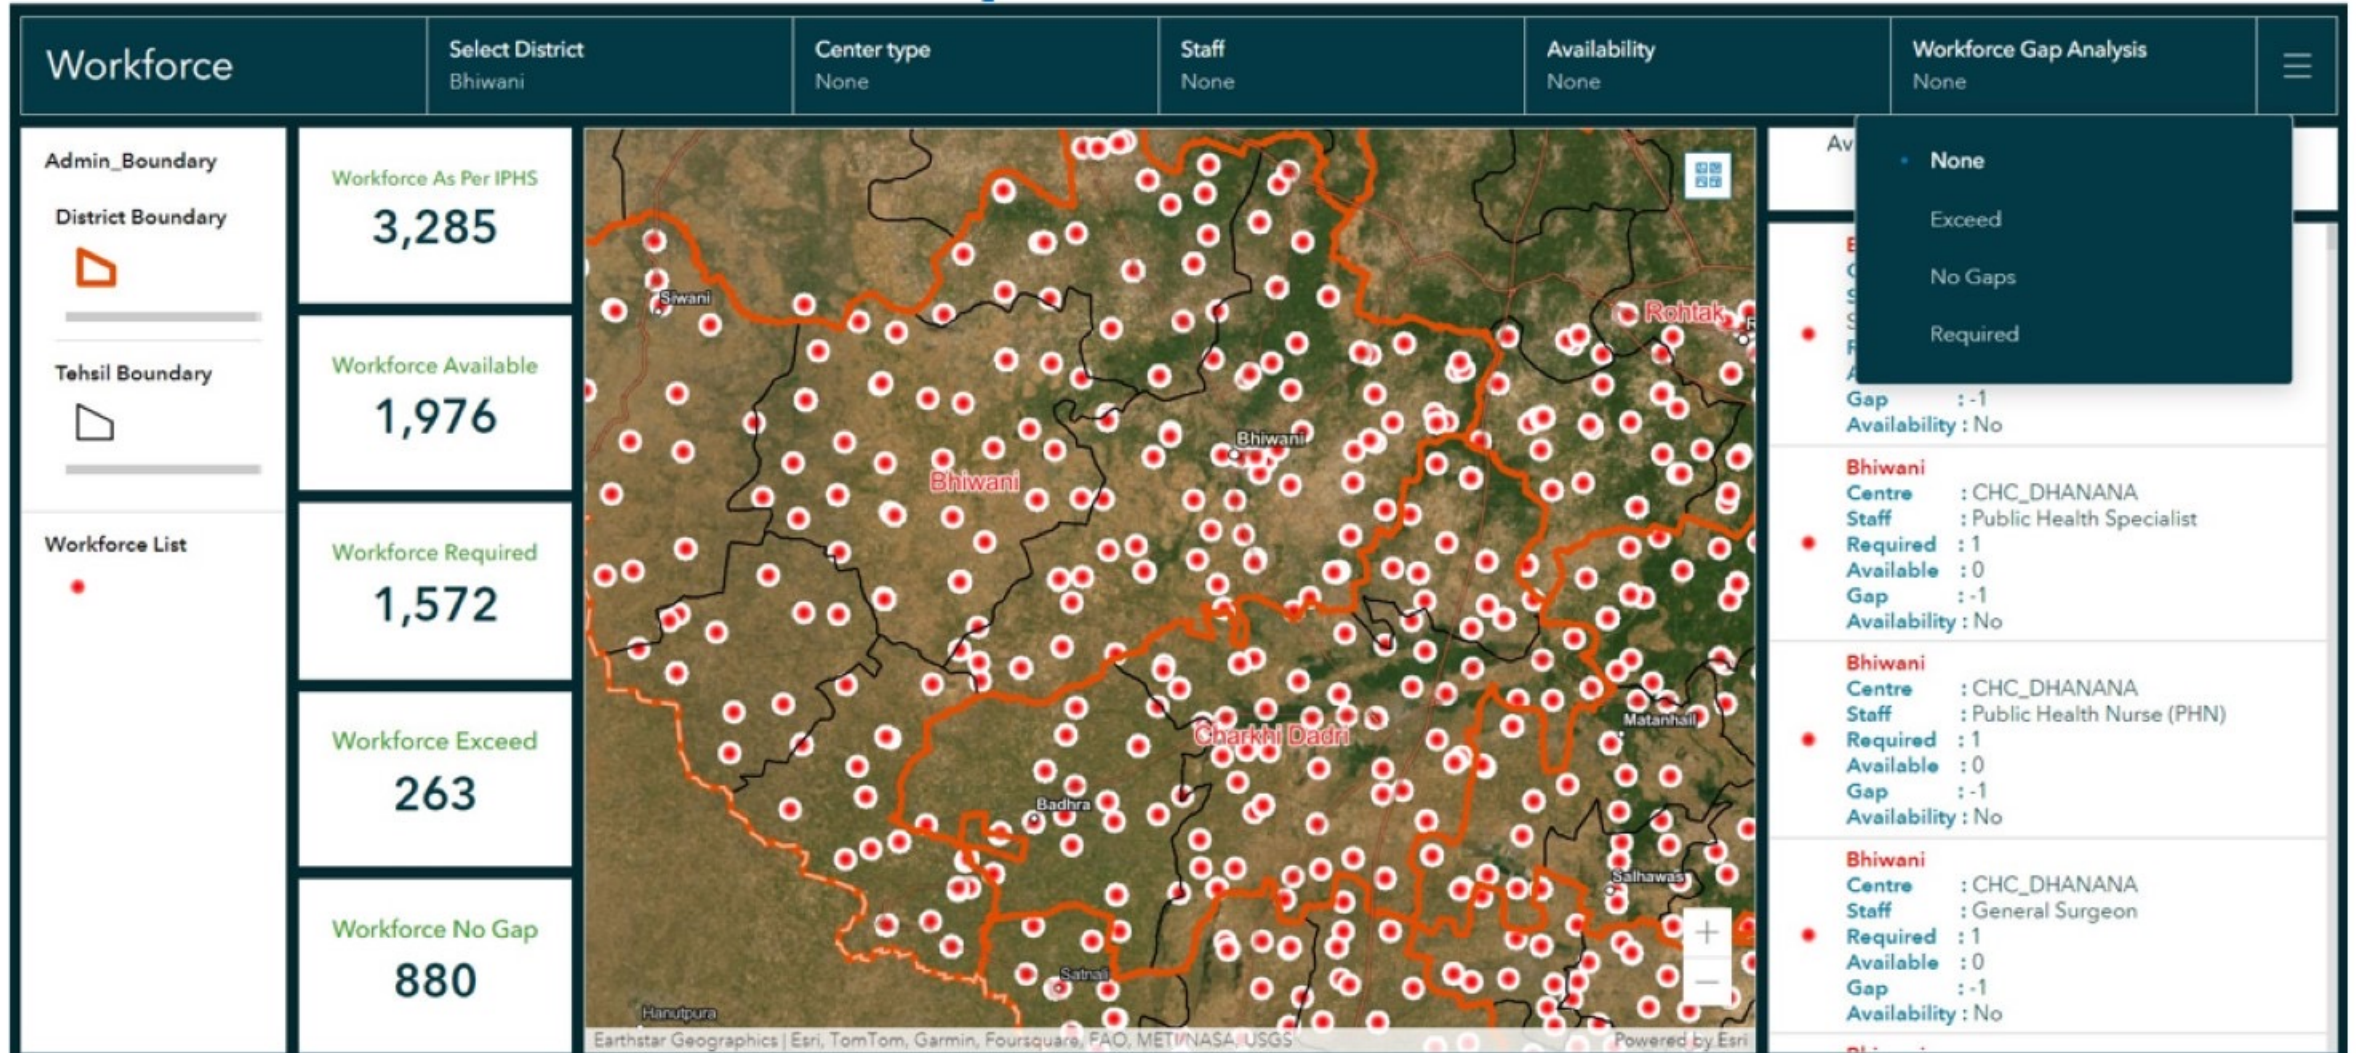 Workforce
Select District
Bhiwani
Center type
None
Staff
None
Availability
None
Workforce Gap Analysis
None
Admin_Boundary
District Boundary
Tehsil Boundary
Workforce List
Workforce As Per IPHS
3,285
Workforce Available
1,976
Workforce Required
1,572
Workforce Exceed
263
Workforce No Gap
880
Siwani
Rohtak
Bhiwani
Bhiwani
Charkhi Dadri
Matanhail
Badhra
Salhawas
Satnali
Hanutpura
Earthstar Geographics | Esri, TomTom, Garmin, Foursquare, FAO, METI/NASA, USGS
Powered by Esri
None
Exceed
No Gaps
Required
Av
Gap : -1
Availability : No
Bhiwani
Centre : CHC_DHANANA
Staff : Public Health Specialist
Required : 1
Available : 0
Gap : -1
Availability : No
Bhiwani
Centre : CHC_DHANANA
Staff : Public Health Nurse (PHN)
Required : 1
Available : 0
Gap : -1
Availability : No
Bhiwani
Centre : CHC_DHANANA
Staff : General Surgeon
Required : 1
Available : 0
Gap : -1
Availability : No